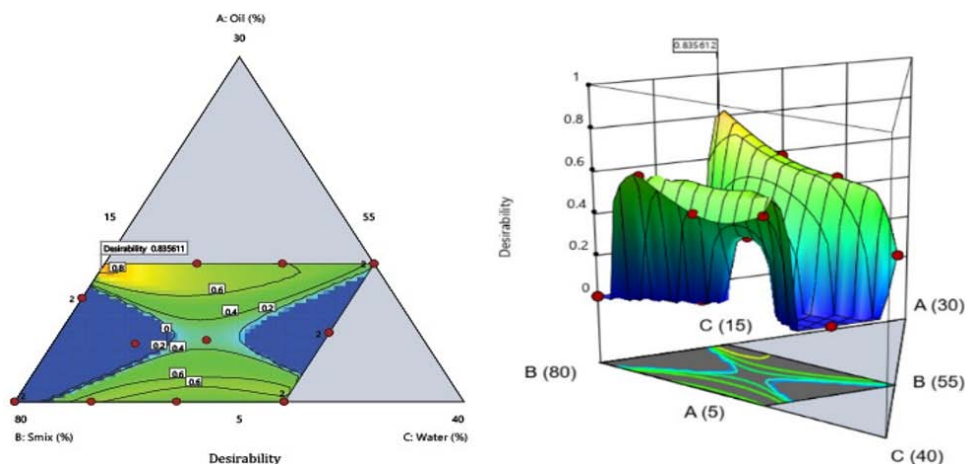 A: Oil (%)
30
15
55
Desirability 0.835611
0.8
2
2
0.6
0.4
0.2
0
2
0.2
0.4
0.6
0.6
2
2
80
5
40
B: Smix (%)
C: Water (%)
Desirability
0.835612
1
0.8
0.6
0.4
0.2
0
Desirability
C (15)
A (30)
B (80)
B (55)
A (5)
C (40)